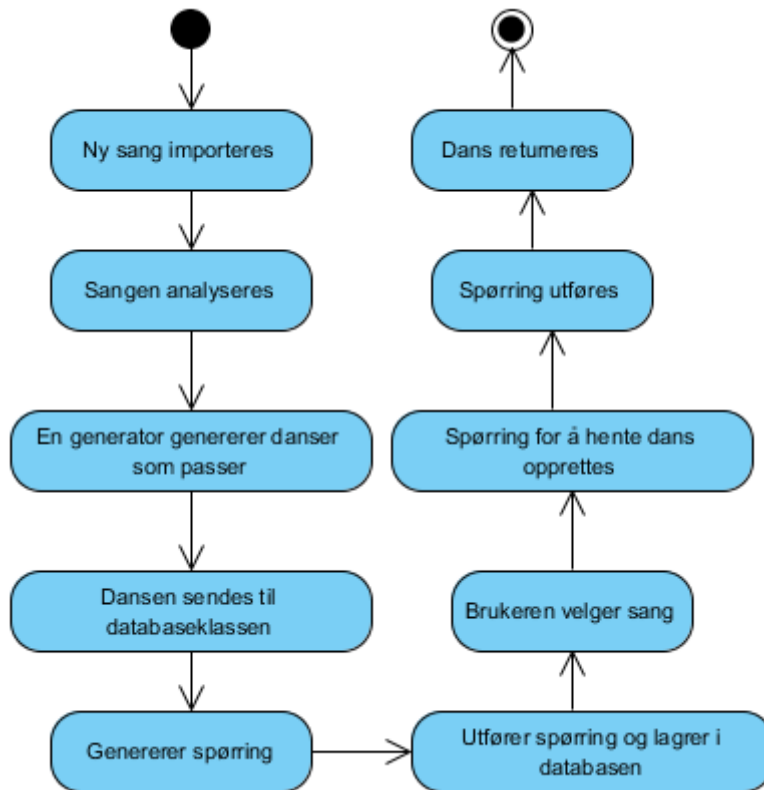 Ny sang importeres
Sangen analyseres
En generator genererer danser
som passer
Dansen sendes til
databaseklassen
Genererer spørring
Utfører spørring og lagrer i
databasen
Brukeren velger sang
Spørring for å hente dans
opprettes
Spørring utføres
Dans returneres